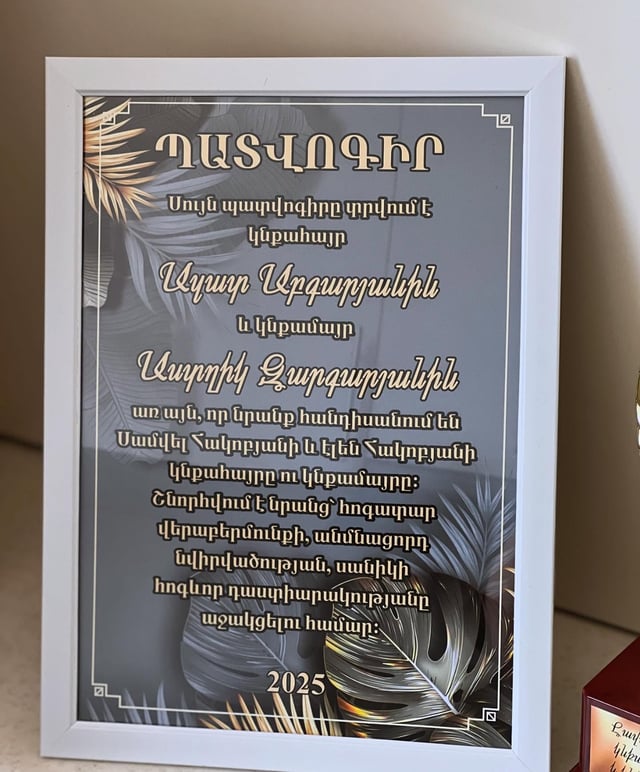 ՊԱՏՎՈԳԻՐ
Սույն պատվոգիրը տրվում է
կնքահայր
Ազատ Աբգարյանին
և կնքամայր
Աստղիկ Զարգարյանին
առ այն, որ նրանք հանդիսանում են
Սամվել Հակոբյանի և Էլեն Հակոբյանի
կնքահայրը ու կնքամայրը:
Շնորհվում է նրանց՝ հոգատար
վերաբերմունքի, անմնացորդ
նվիրվածության, սանիկի
հոգևոր դաստիարակությանը
աջակցելու համար:
2025